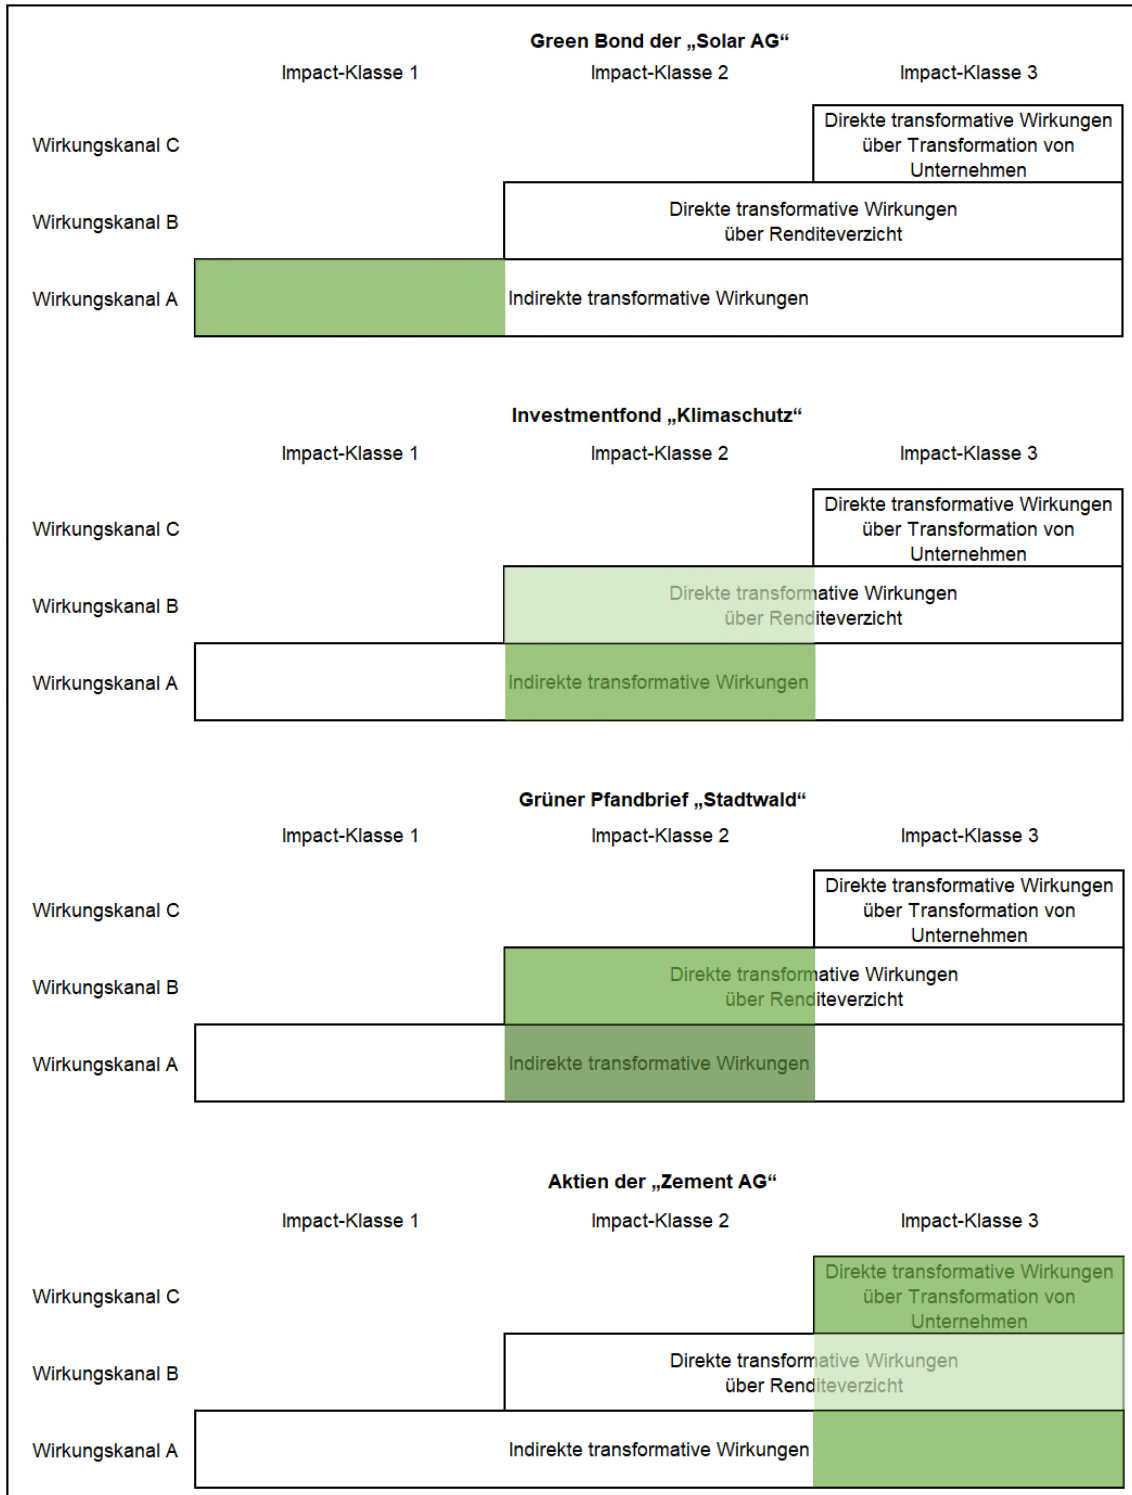 Green Bond der „Solar AG“
Impact-Klasse 1 Impact-Klasse 2 Impact-Klasse 3
Wirkungskanal C
Direkte transformative Wirkungen
über Transformation von
Unternehmen
Wirkungskanal B
Direkte transformative Wirkungen
über Renditeverzicht
Wirkungskanal A
Indirekte transformative Wirkungen
Investmentfond „Klimaschutz“
Impact-Klasse 1 Impact-Klasse 2 Impact-Klasse 3
Wirkungskanal C
Direkte transformative Wirkungen
über Transformation von
Unternehmen
Wirkungskanal B
Direkte transformative Wirkungen
über Renditeverzicht
Wirkungskanal A
Indirekte transformative Wirkungen
Grüner Pfandbrief „Stadtwald“
Impact-Klasse 1 Impact-Klasse 2 Impact-Klasse 3
Wirkungskanal C
Direkte transformative Wirkungen
über Transformation von
Unternehmen
Wirkungskanal B
Direkte transformative Wirkungen
über Renditeverzicht
Wirkungskanal A
Indirekte transformative Wirkungen
Aktien der „Zement AG“
Impact-Klasse 1 Impact-Klasse 2 Impact-Klasse 3
Wirkungskanal C
Direkte transformative Wirkungen
über Transformation von
Unternehmen
Wirkungskanal B
Direkte transformative Wirkungen
über Renditeverzicht
Wirkungskanal A
Indirekte transformative Wirkungen